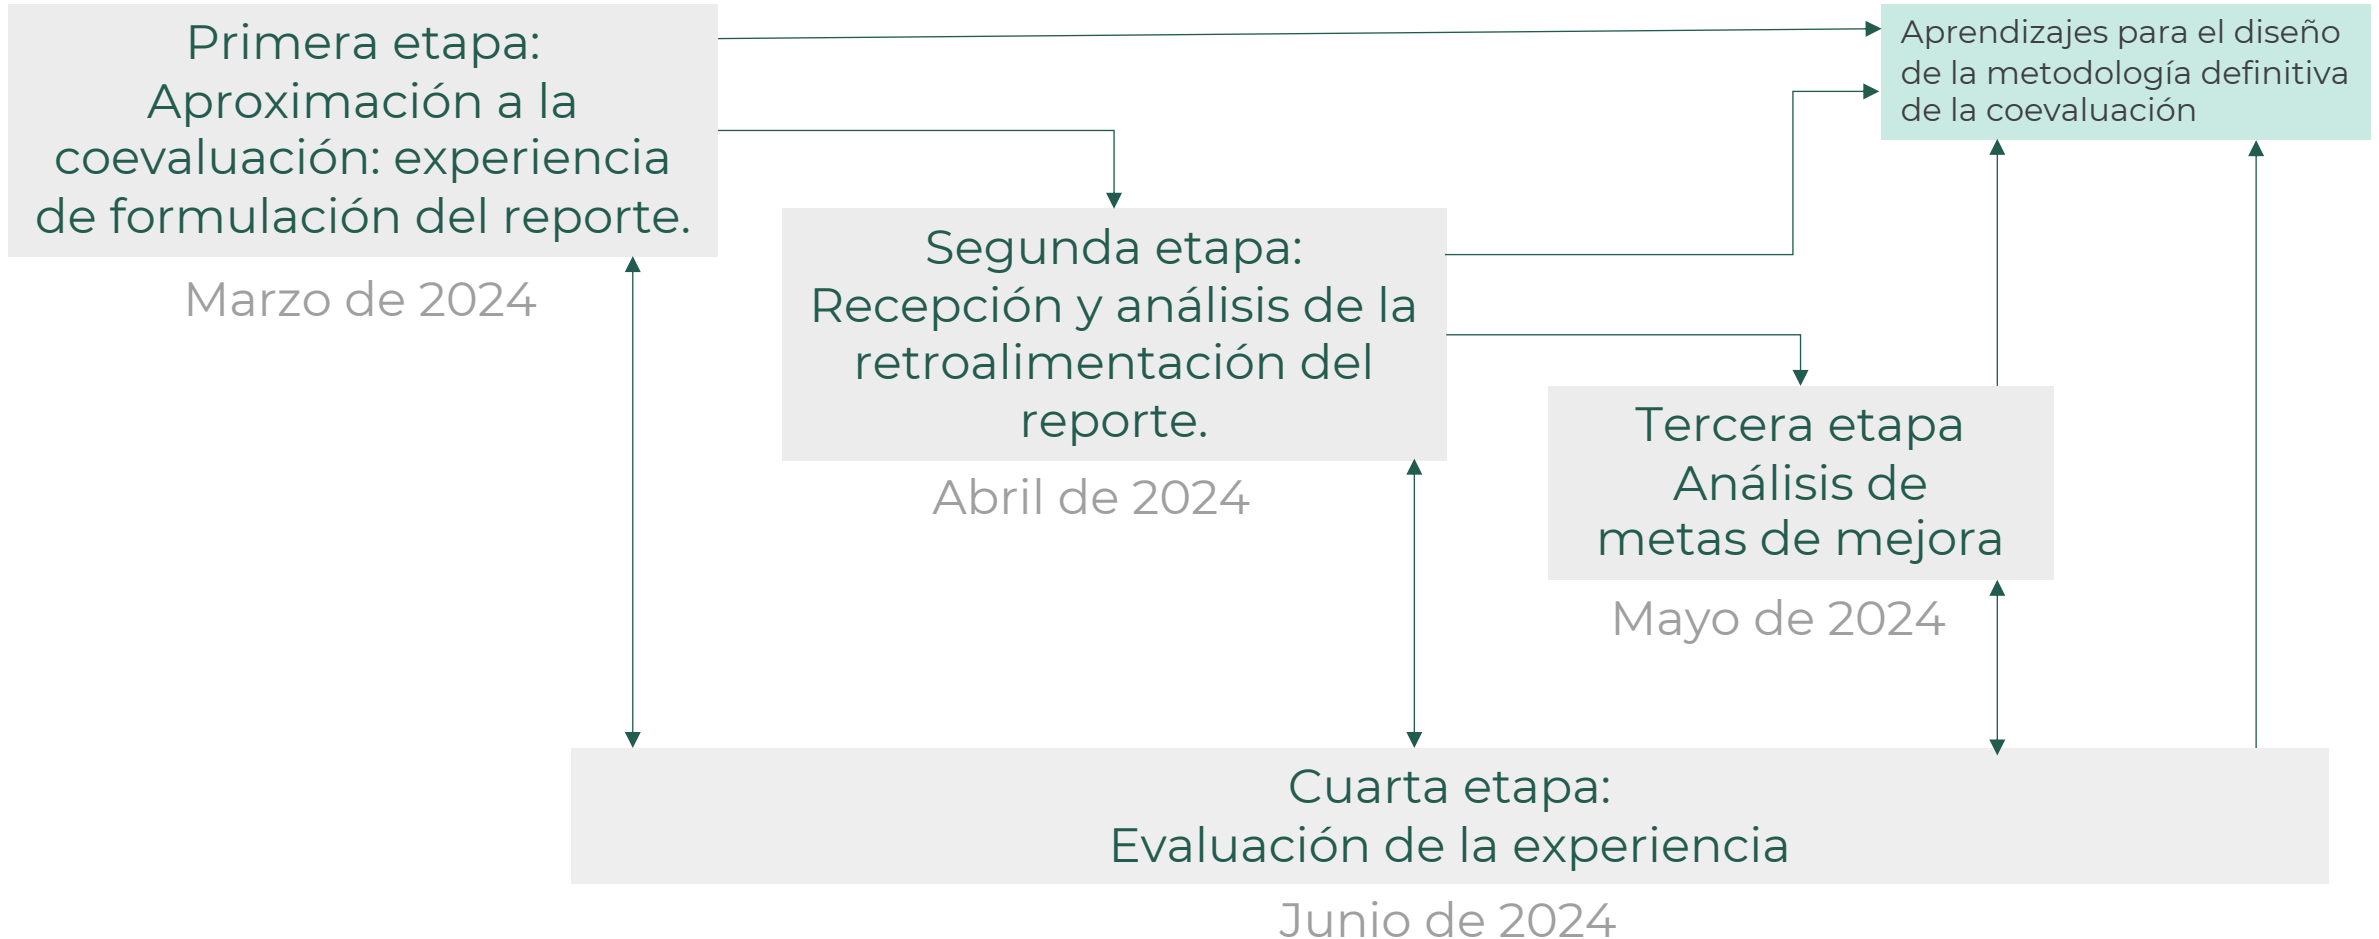 Primera etapa:
Aproximación a la
coevaluación: experiencia
de formulación del reporte.
Marzo de 2024
Aprendizajes para el diseño
de la metodología definitiva
de la coevaluación
Segunda etapa:
Recepción y análisis de la
retroalimentación del
reporte.
Abril de 2024
Tercera etapa
Análisis de
metas de mejora
Mayo de 2024
Cuarta etapa:
Evaluación de la experiencia
Junio de 2024